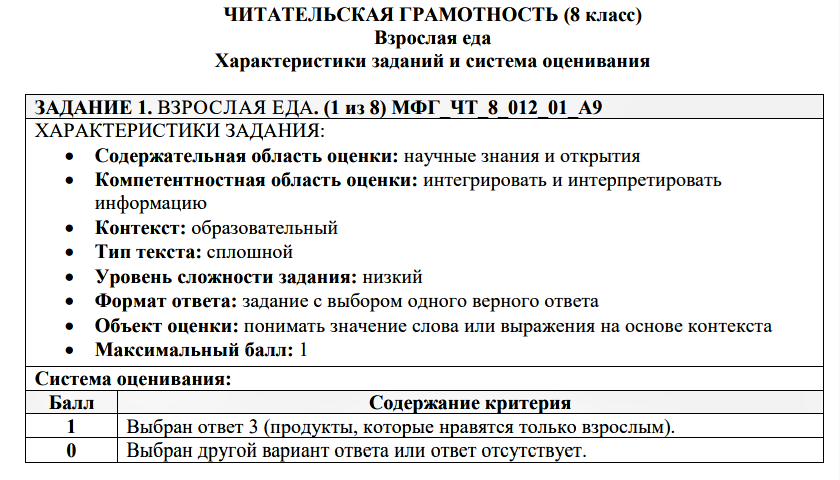 ЧИТАТЕЛЬСКАЯ ГРАМОТНОСТЬ (8 класс)
Взрослая еда
Характеристики заданий и система оценивания
ЗАДАНИЕ 1. ВЗРОСЛАЯ ЕДА. (1 из 8) МФГ_ЧТ_8_012_01_А9
ХАРАКТЕРИСТИКИ ЗАДАНИЯ:
• Содержательная область оценки: научные знания и открытия
• Компетентностная область оценки: интегрировать и интерпретировать
информацию
• Контекст: образовательный
• Тип текста: сплошной
• Уровень сложности задания: низкий
• Формат ответа: задание с выбором одного верного ответа
• Объект оценки: понимать значение слова или выражения на основе контекста
• Максимальный балл: 1
Система оценивания:
Балл Содержание критерия
1 Выбран ответ 3 (продукты, которые нравятся только взрослым).
0 Выбран другой вариант ответа или ответ отсутствует.